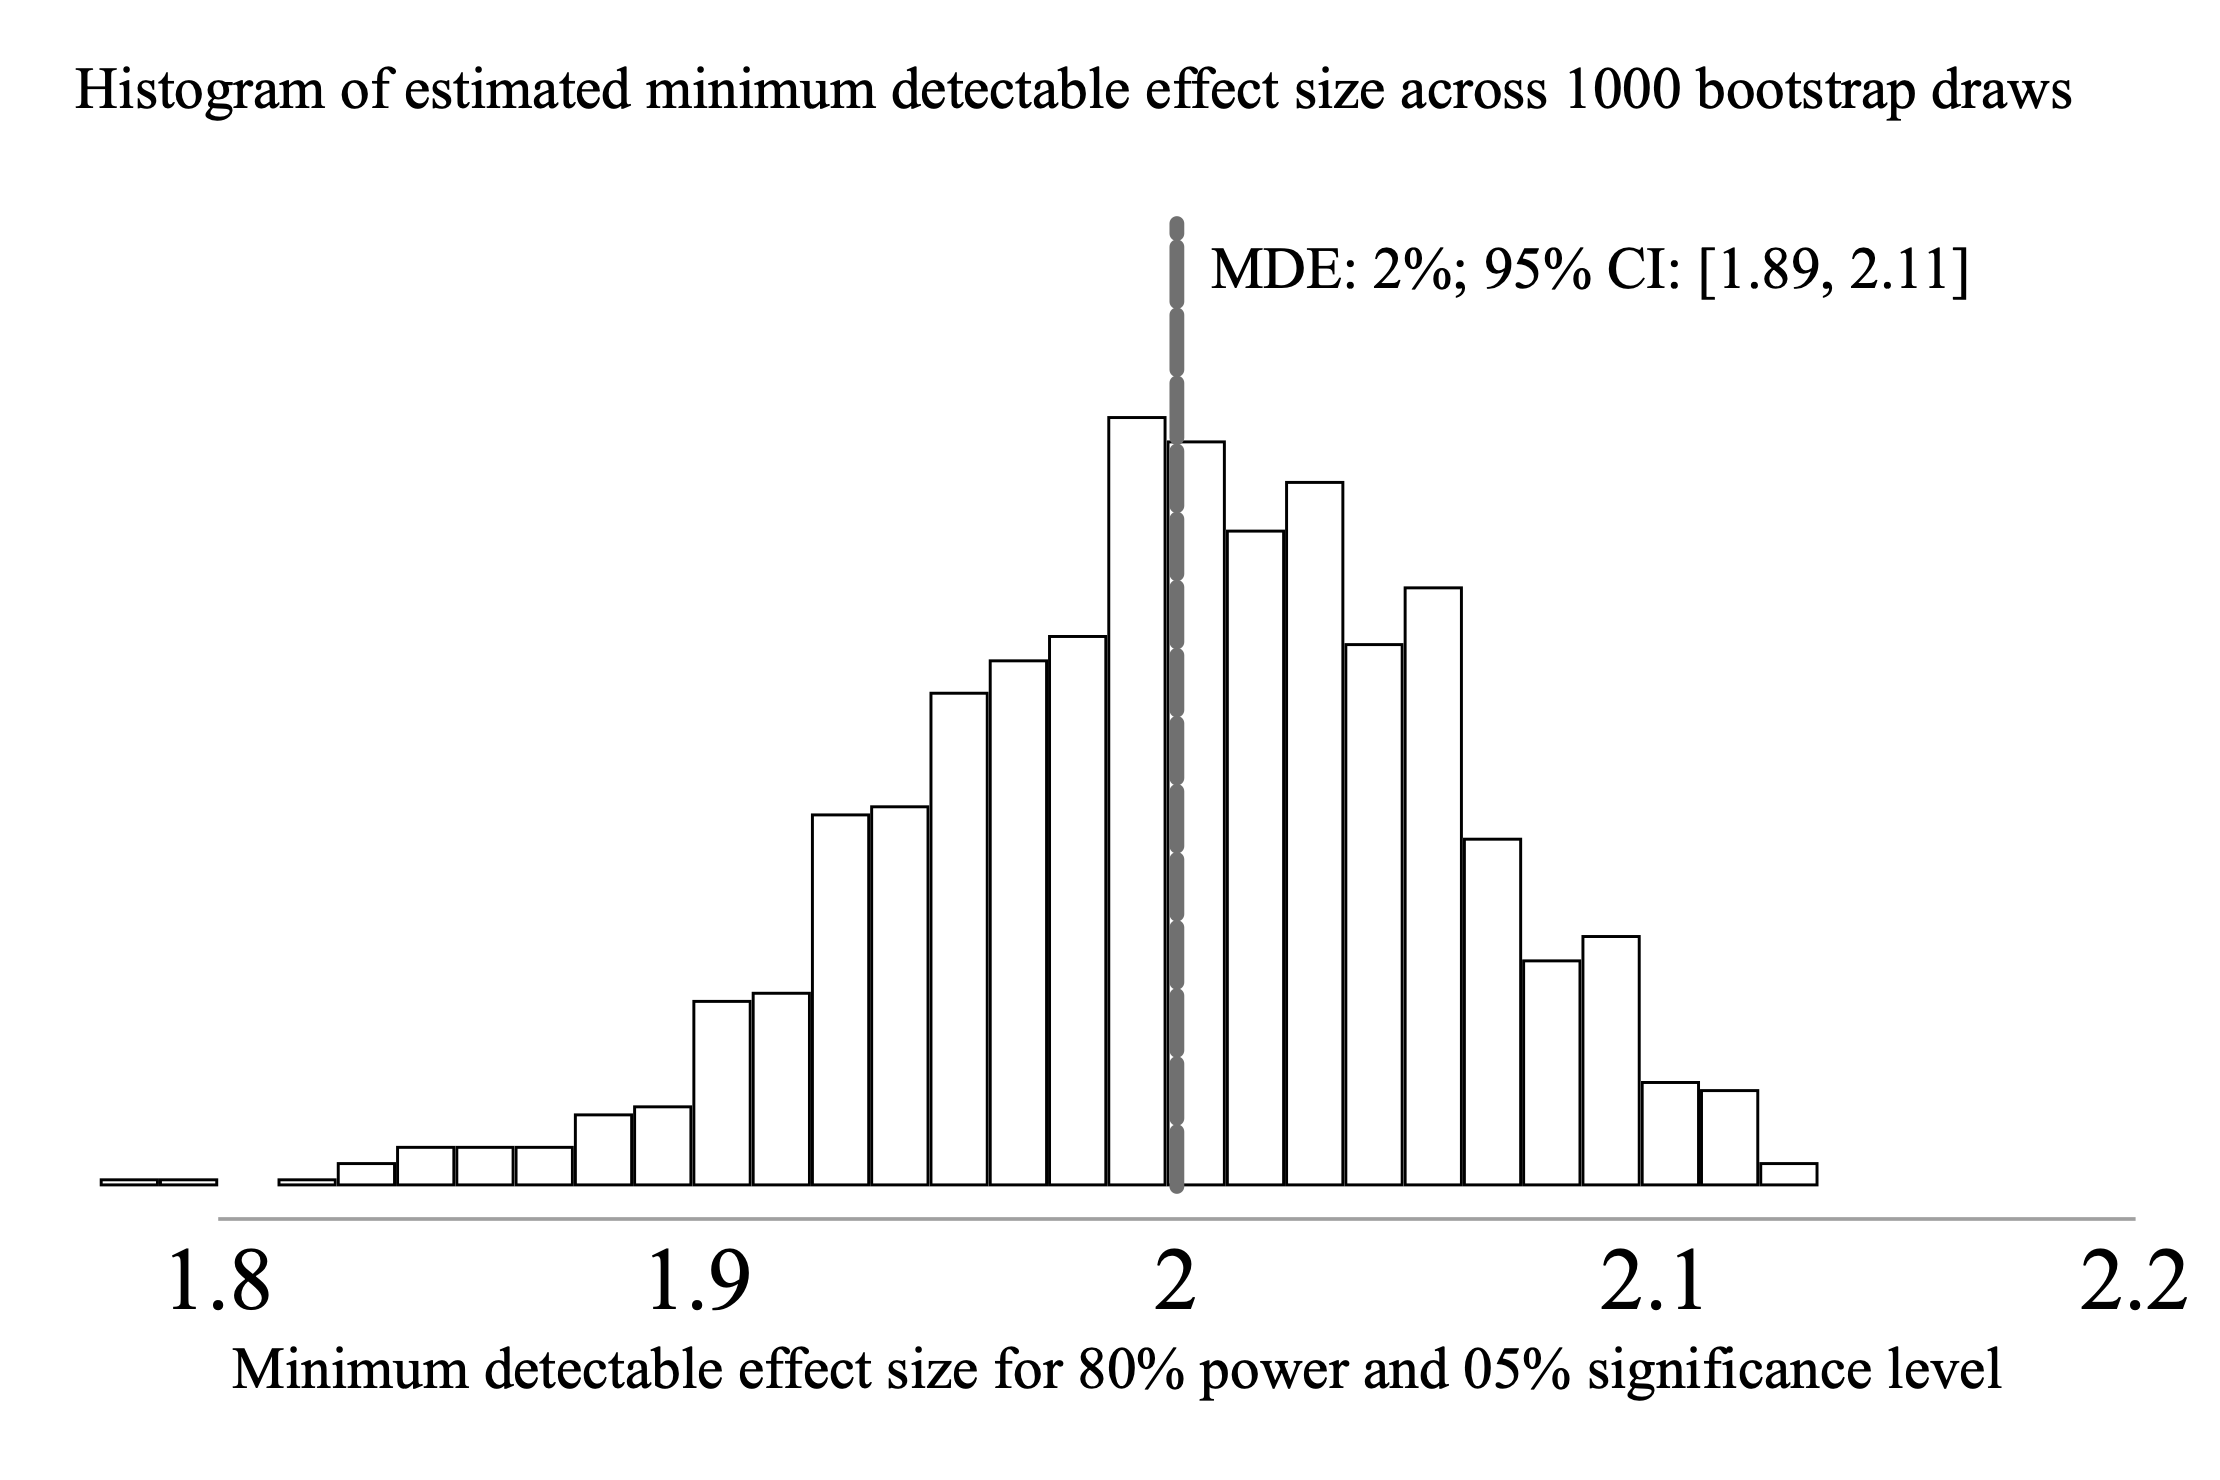 Histogram of estimated minimum detectable effect size across 1000 bootstrap draws
MDE: 2%; 95% CI: [1.89, 2.11]
1.8 1.9 2 2.1 2.2
Minimum detectable effect size for 80% power and 05% significance level